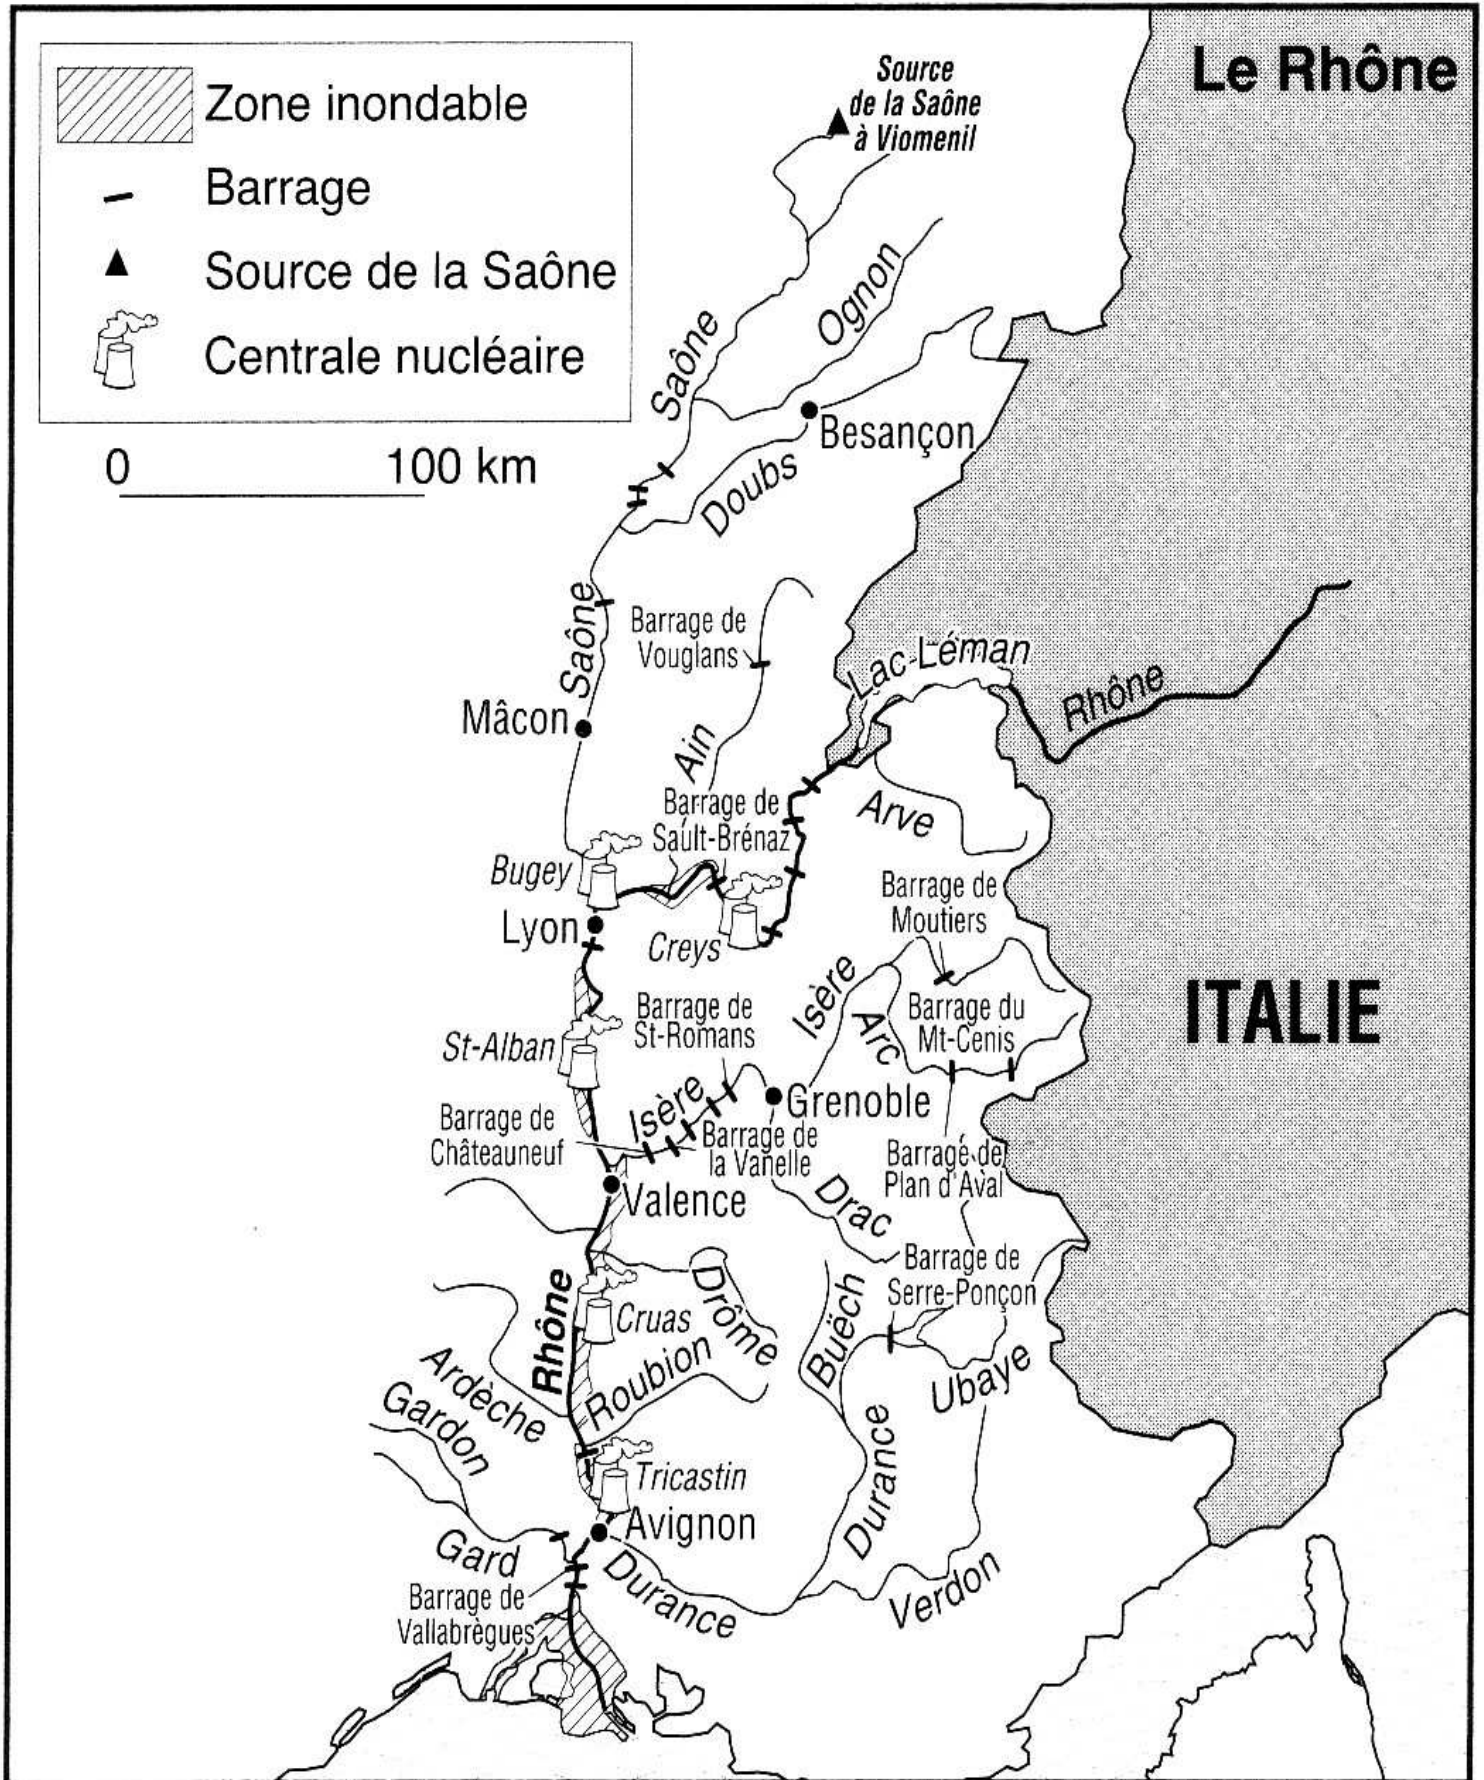 Le Rhône
Zone inondable
Barrage
Source de la Saône
Centrale nucléaire
0 100 km
Source
de la Saône
à Viomenil
Saône
Ognon
Besançon
Doubs
Saône
Barrage de
Vouglans
Lac Léman
Rhône
Mâcon
Ain
Barrage de
Sault-Brénaz
Arve
Bugey
Lyon
Creys
Barrage de
Moutiers
Isère
Arc
Barrage du
Mt-Cenis
ITALIE
Barrage de
St-Romans
St-Alban
Isère
Grenoble
Barrage de
Châteauneuf
Barrage de
la Vanelle
Barrage de
Plan d'Aval
Valence
Drac
Barrage de
Serre-Ponçon
Rhône
Cruas
Drôme
Buëch
Roubion
Ubaye
Ardèche
Gardon
Durance
Tricastin
Avignon
Gard
Durance
Verdon
Barrage de
Vallabrègues